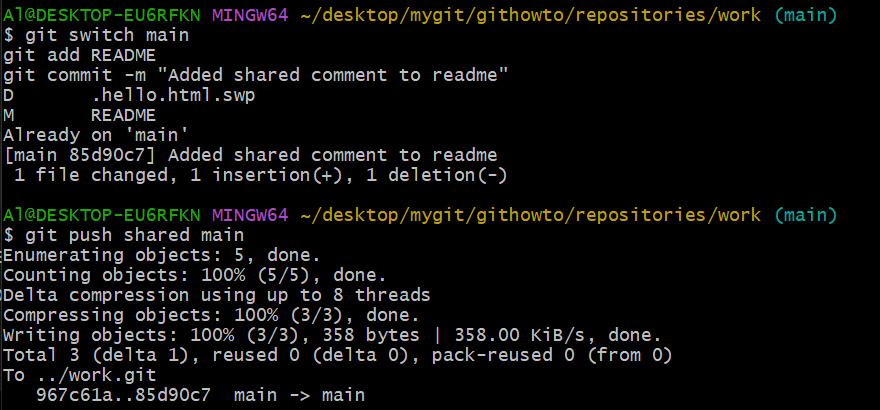 Al@DESKTOP-EU6RFKN MINGW64 ~/desktop/mygit/githowto/repositories/work (main)
$ git switch main
git add README
git commit -m "Added shared comment to readme"
D       .hello.html.swp
M       README
Already on 'main'
[main 85d90c7] Added shared comment to readme
 1 file changed, 1 insertion(+), 1 deletion(-)
Al@DESKTOP-EU6RFKN MINGW64 ~/desktop/mygit/githowto/repositories/work (main)
$ git push shared main
Enumerating objects: 5, done.
Counting objects: 100% (5/5), done.
Delta compression using up to 8 threads
Compressing objects: 100% (3/3), done.
Writing objects: 100% (3/3), 358 bytes | 358.00 KiB/s, done.
Total 3 (delta 1), reused 0 (delta 0), pack-reused 0 (from 0)
To ../work.git
   967c61a..85d90c7  main -> main